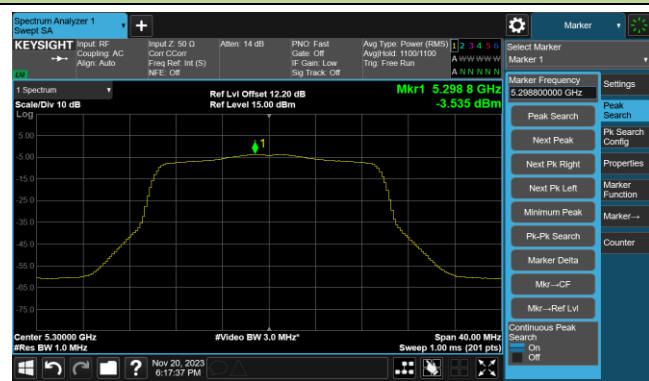 Spectrum Analyzer 1
Swept SA
+
Marker
KEYSIGHT
Input: RF
Coupling: AC
Align: Auto
Input Z: 50 Ω
Corr CCorr
Freq Ref: Int (S)
NFE: Off
Atten: 14 dB
PNO: Fast
Gate: Off
IF Gain: Low
Sig Track: Off
Avg Type: Power (RMS)
Avg|Hold: 1100/1100
Trig: Free Run
1 2 3 4 5 6
A W W W W W
A N N N N N
Select Marker
Marker 1
LXI
1 Spectrum
Scale/Div 10 dB
Ref Lvl Offset 12.20 dB
Ref Level 15.00 dBm
Mkr1 5.298 8 GHz
-3.535 dBm
Log
5.00
-5.00
-15.0
-25.0
-35.0
-45.0
-55.0
-65.0
-75.0
1
Center 5.30000 GHz
#Res BW 1.0 MHz
#Video BW 3.0 MHz*
Span 40.00 MHz
Sweep 1.00 ms (201 pts)
Marker Frequency
5.298800000 GHz
Peak Search
Next Peak
Next Pk Right
Next Pk Left
Minimum Peak
Pk-Pk Search
Marker Delta
Mkr→CF
Mkr→Ref Lvl
Continuous Peak
Search
On
Off
Settings
Peak
Search
Pk Search
Config
Properties
Marker
Function
Marker→
Counter
?
Nov 20, 2023
6:17:37 PM